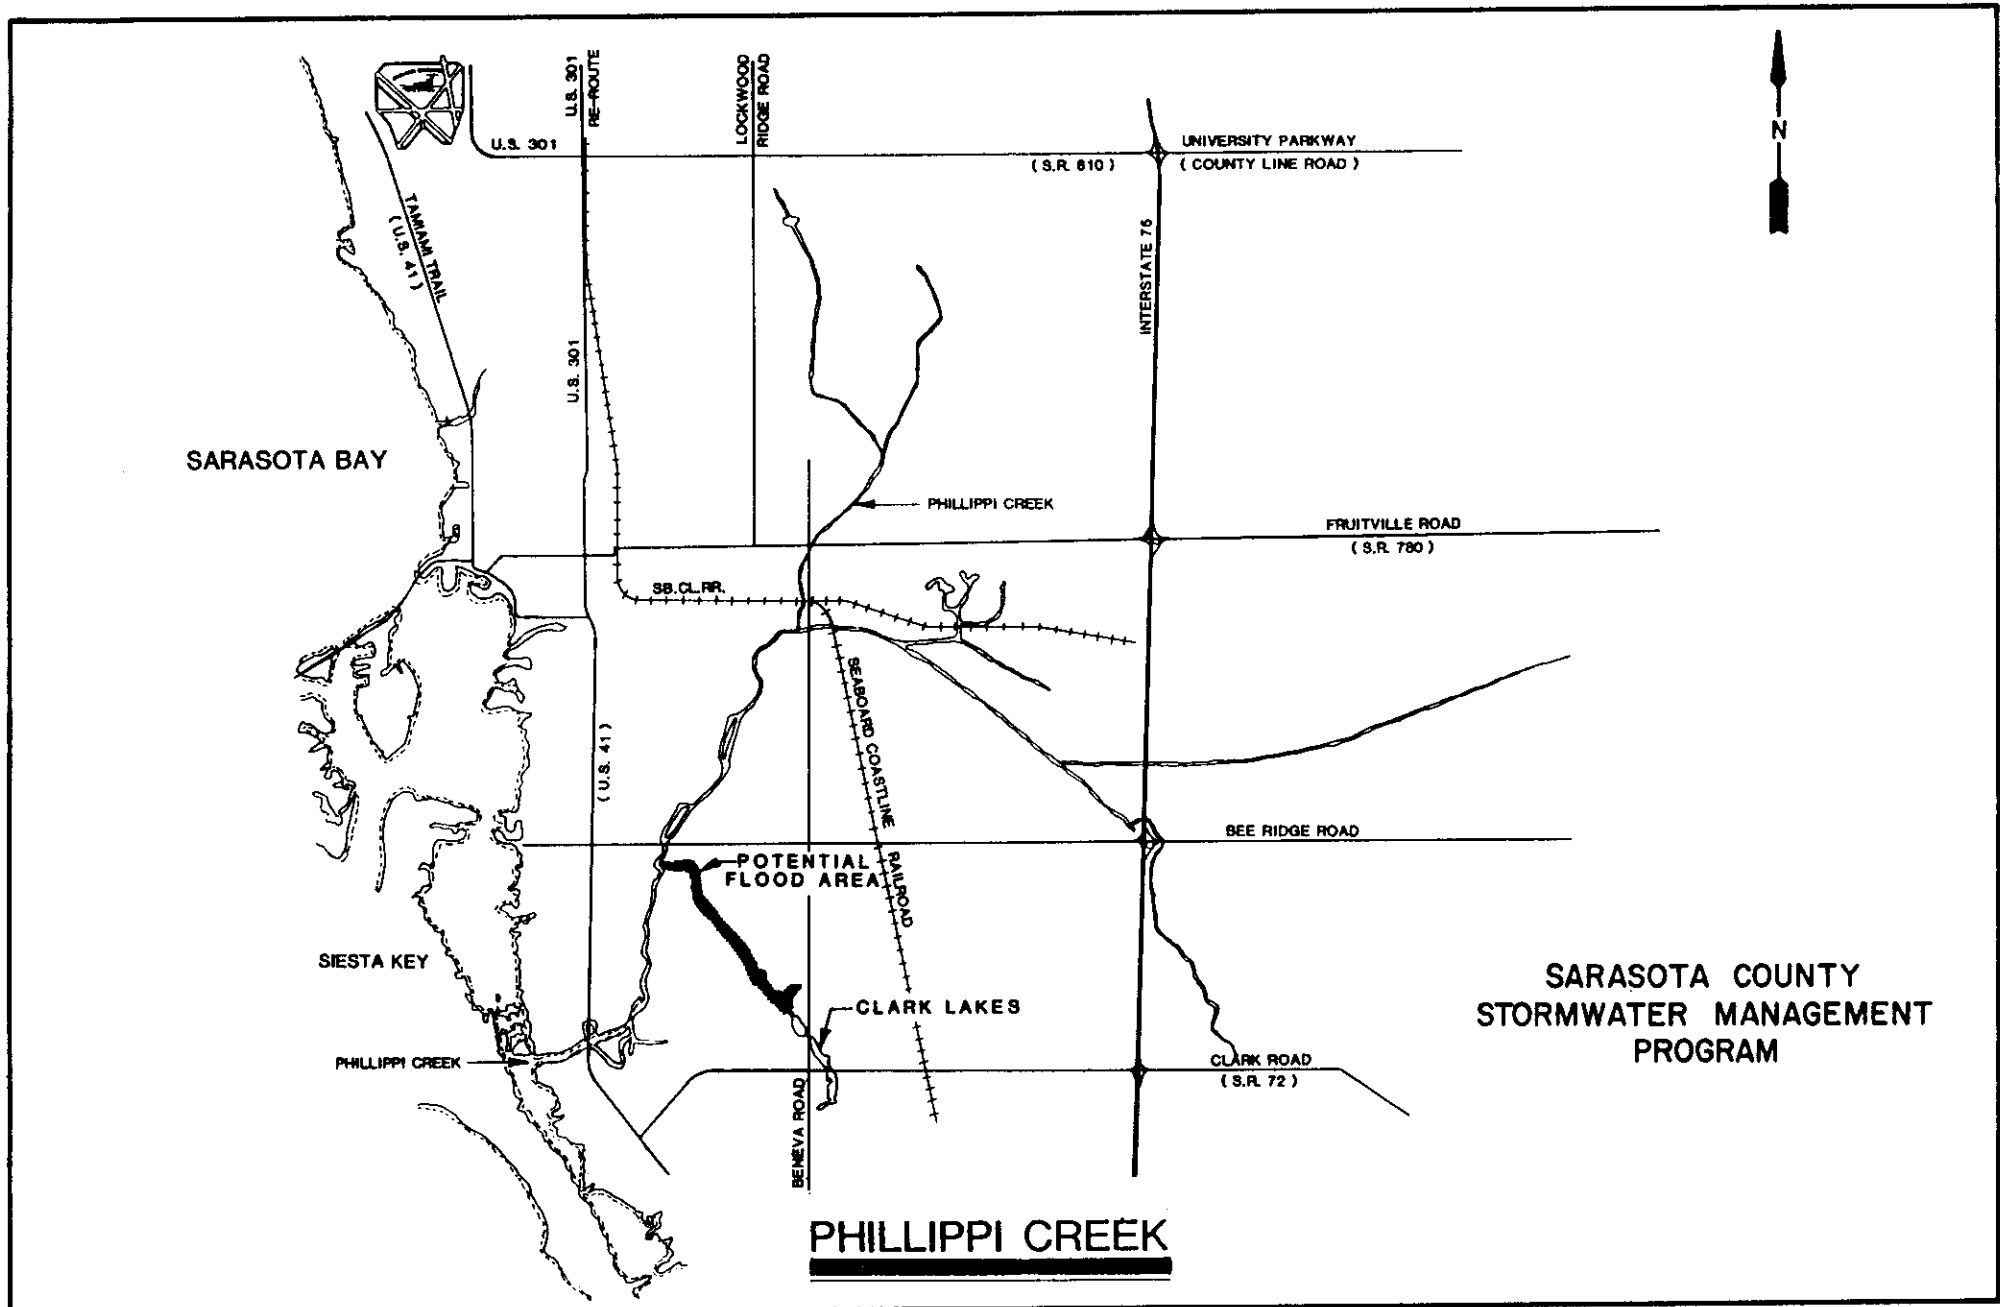 U.S. 301
RE-ROUTE
LOCKWOOD
RIDGE ROAD
N
U.S. 301
UNIVERSITY PARKWAY
( S.R. 610 )
( COUNTY LINE ROAD )
TAMIAMI TRAIL
( U.S. 41 )
INTERSTATE 75
U.S. 301
SARASOTA BAY
PHILLIPPI CREEK
FRUITVILLE ROAD
( S.R. 780 )
SB. CL. RR.
SEABOARD COASTLINE RAILROAD
( U.S. 41 )
BEE RIDGE ROAD
POTENTIAL
FLOOD AREA
SIESTA KEY
CLARK LAKES
SARASOTA COUNTY
STORMWATER MANAGEMENT
PROGRAM
PHILLIPPI CREEK
CLARK ROAD
( S.R. 72 )
BENEVA ROAD
PHILLIPPI CREEK